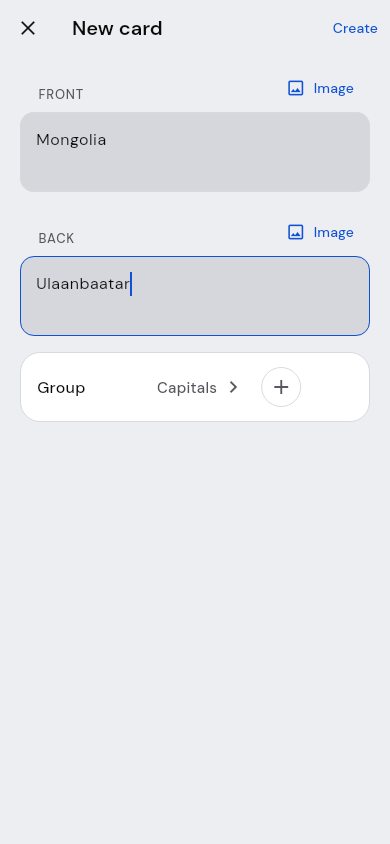 New card
Create
FRONT
Image
Mongolia
BACK
Image
Ulaanbaatar
Group
Capitals